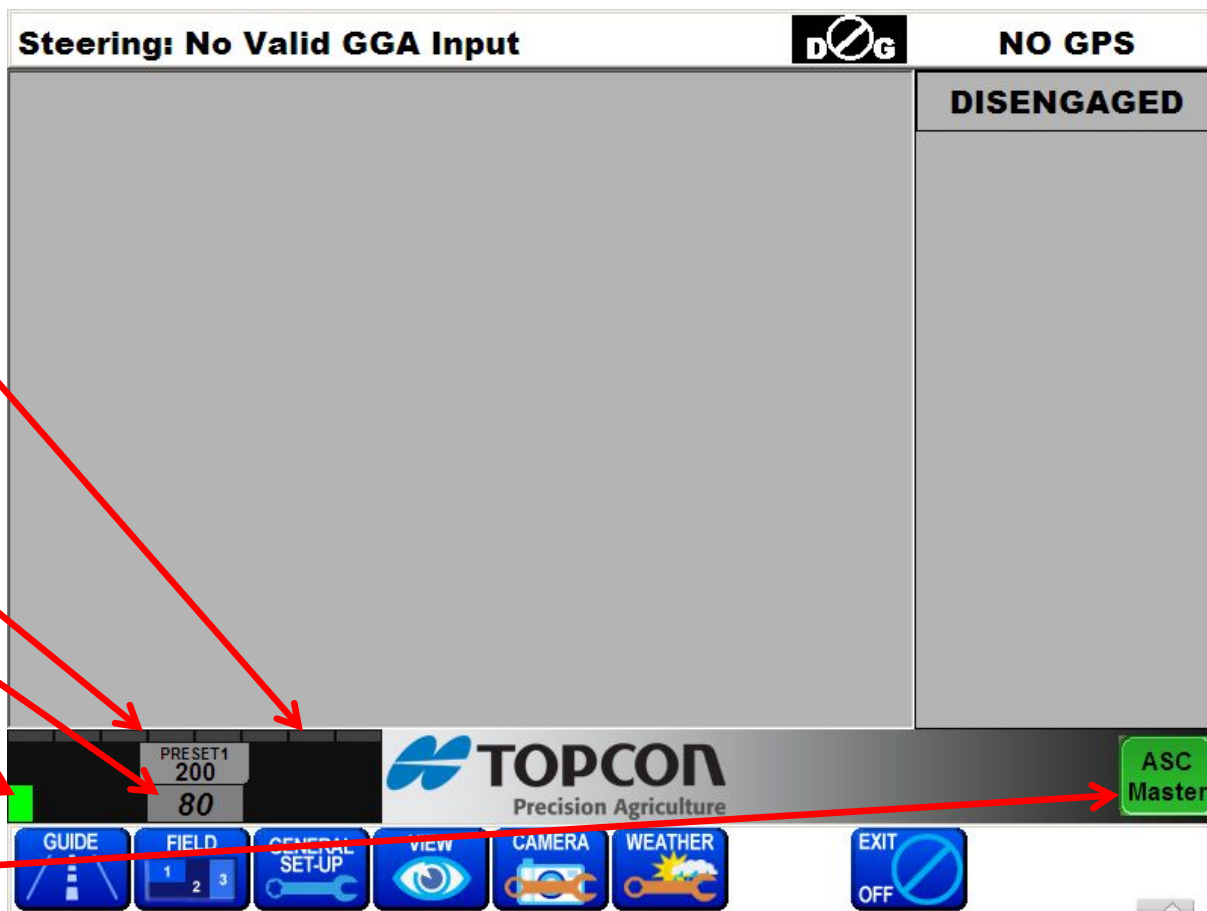 Steering: No Valid GGA Input
DG
NO GPS
DISENGAGED
PRESET1
200
80
TOPCON
Precision Agriculture
ASC
Master
GUIDE
FIELD
1
2
3
GENERAL
SET-UP
VIEW
CAMERA
WEATHER
EXIT
OFF